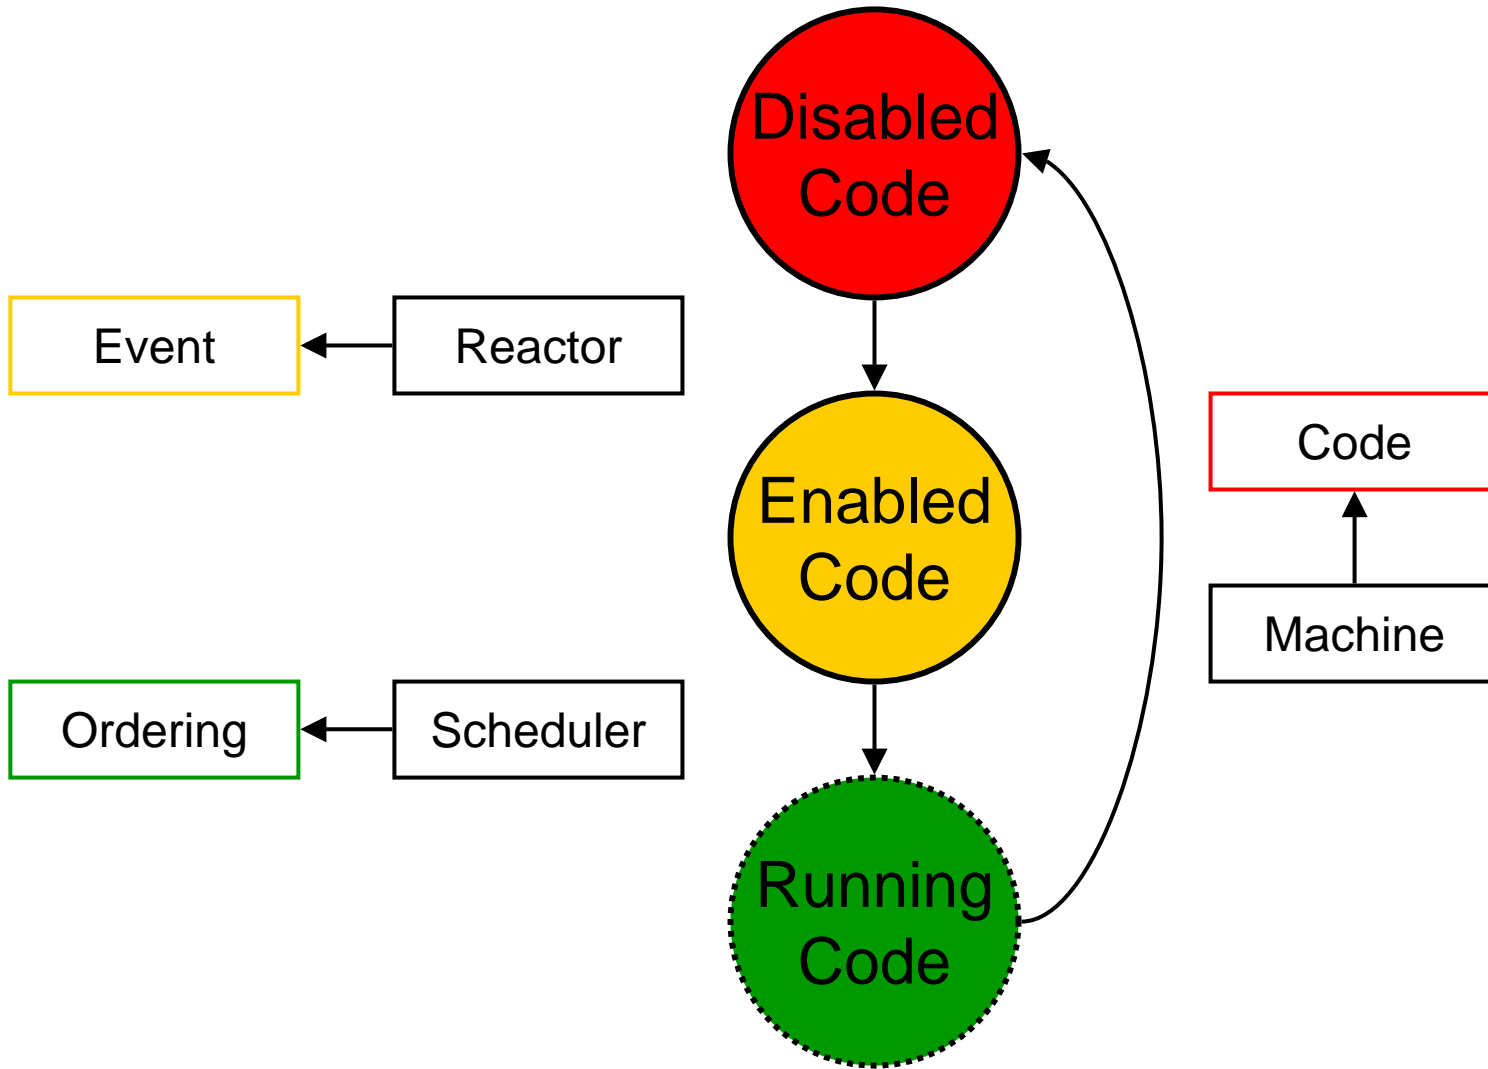 Disabled
Code
Event
Reactor
Code
Enabled
Code
Machine
Ordering
Scheduler
Running
Code